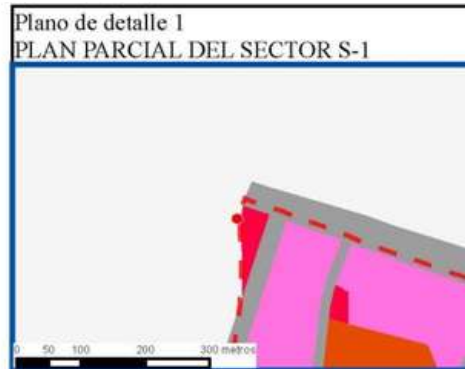 Plano de detalle 1
PLAN PARCIAL DEL SECTOR S-1
0 50 100 200 300 metros